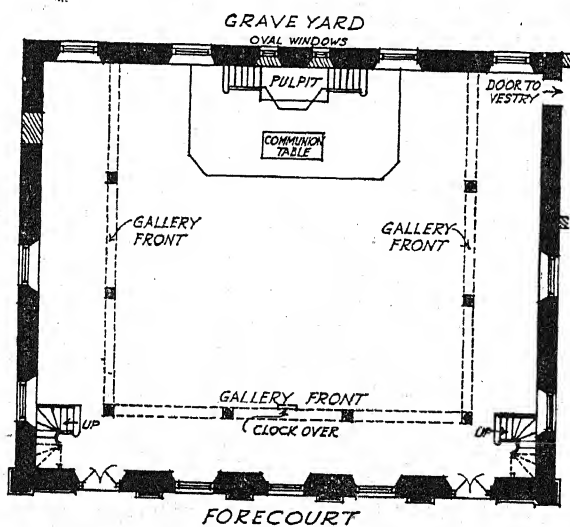 GRAVE YARD
OVAL WINDOWS
PULPIT
DOOR TO
VESTRY
COMMUNION
TABLE
GALLERY
FRONT
GALLERY
FRONT
GALLERY FRONT
UP
CLOCK OVER
UP
FORECOURT